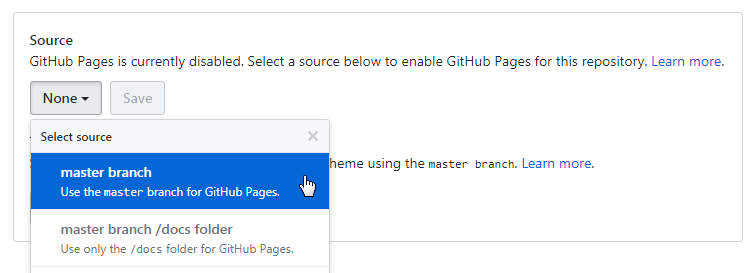 Source
GitHub Pages is currently disabled. Select a source below to enable GitHub Pages for this repository. Learn more.
None Save
Select source
heme using the master branch. Learn more.
master branch
Use the master branch for GitHub Pages.
master branch /docs folder
Use only the /docs folder for GitHub Pages.